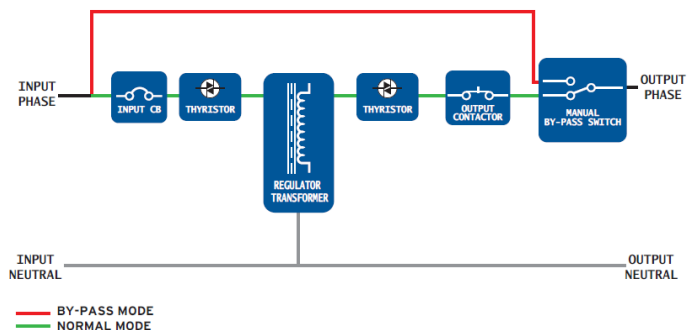 INPUT
PHASE
INPUT CB
THYRISTOR
REGULATOR
TRANSFORMER
THYRISTOR
OUTPUT
CONTACTOR
MANUAL
BY-PASS SWITCH
OUTPUT
PHASE
INPUT
NEUTRAL
OUTPUT
NEUTRAL
BY-PASS MODE
NORMAL MODE